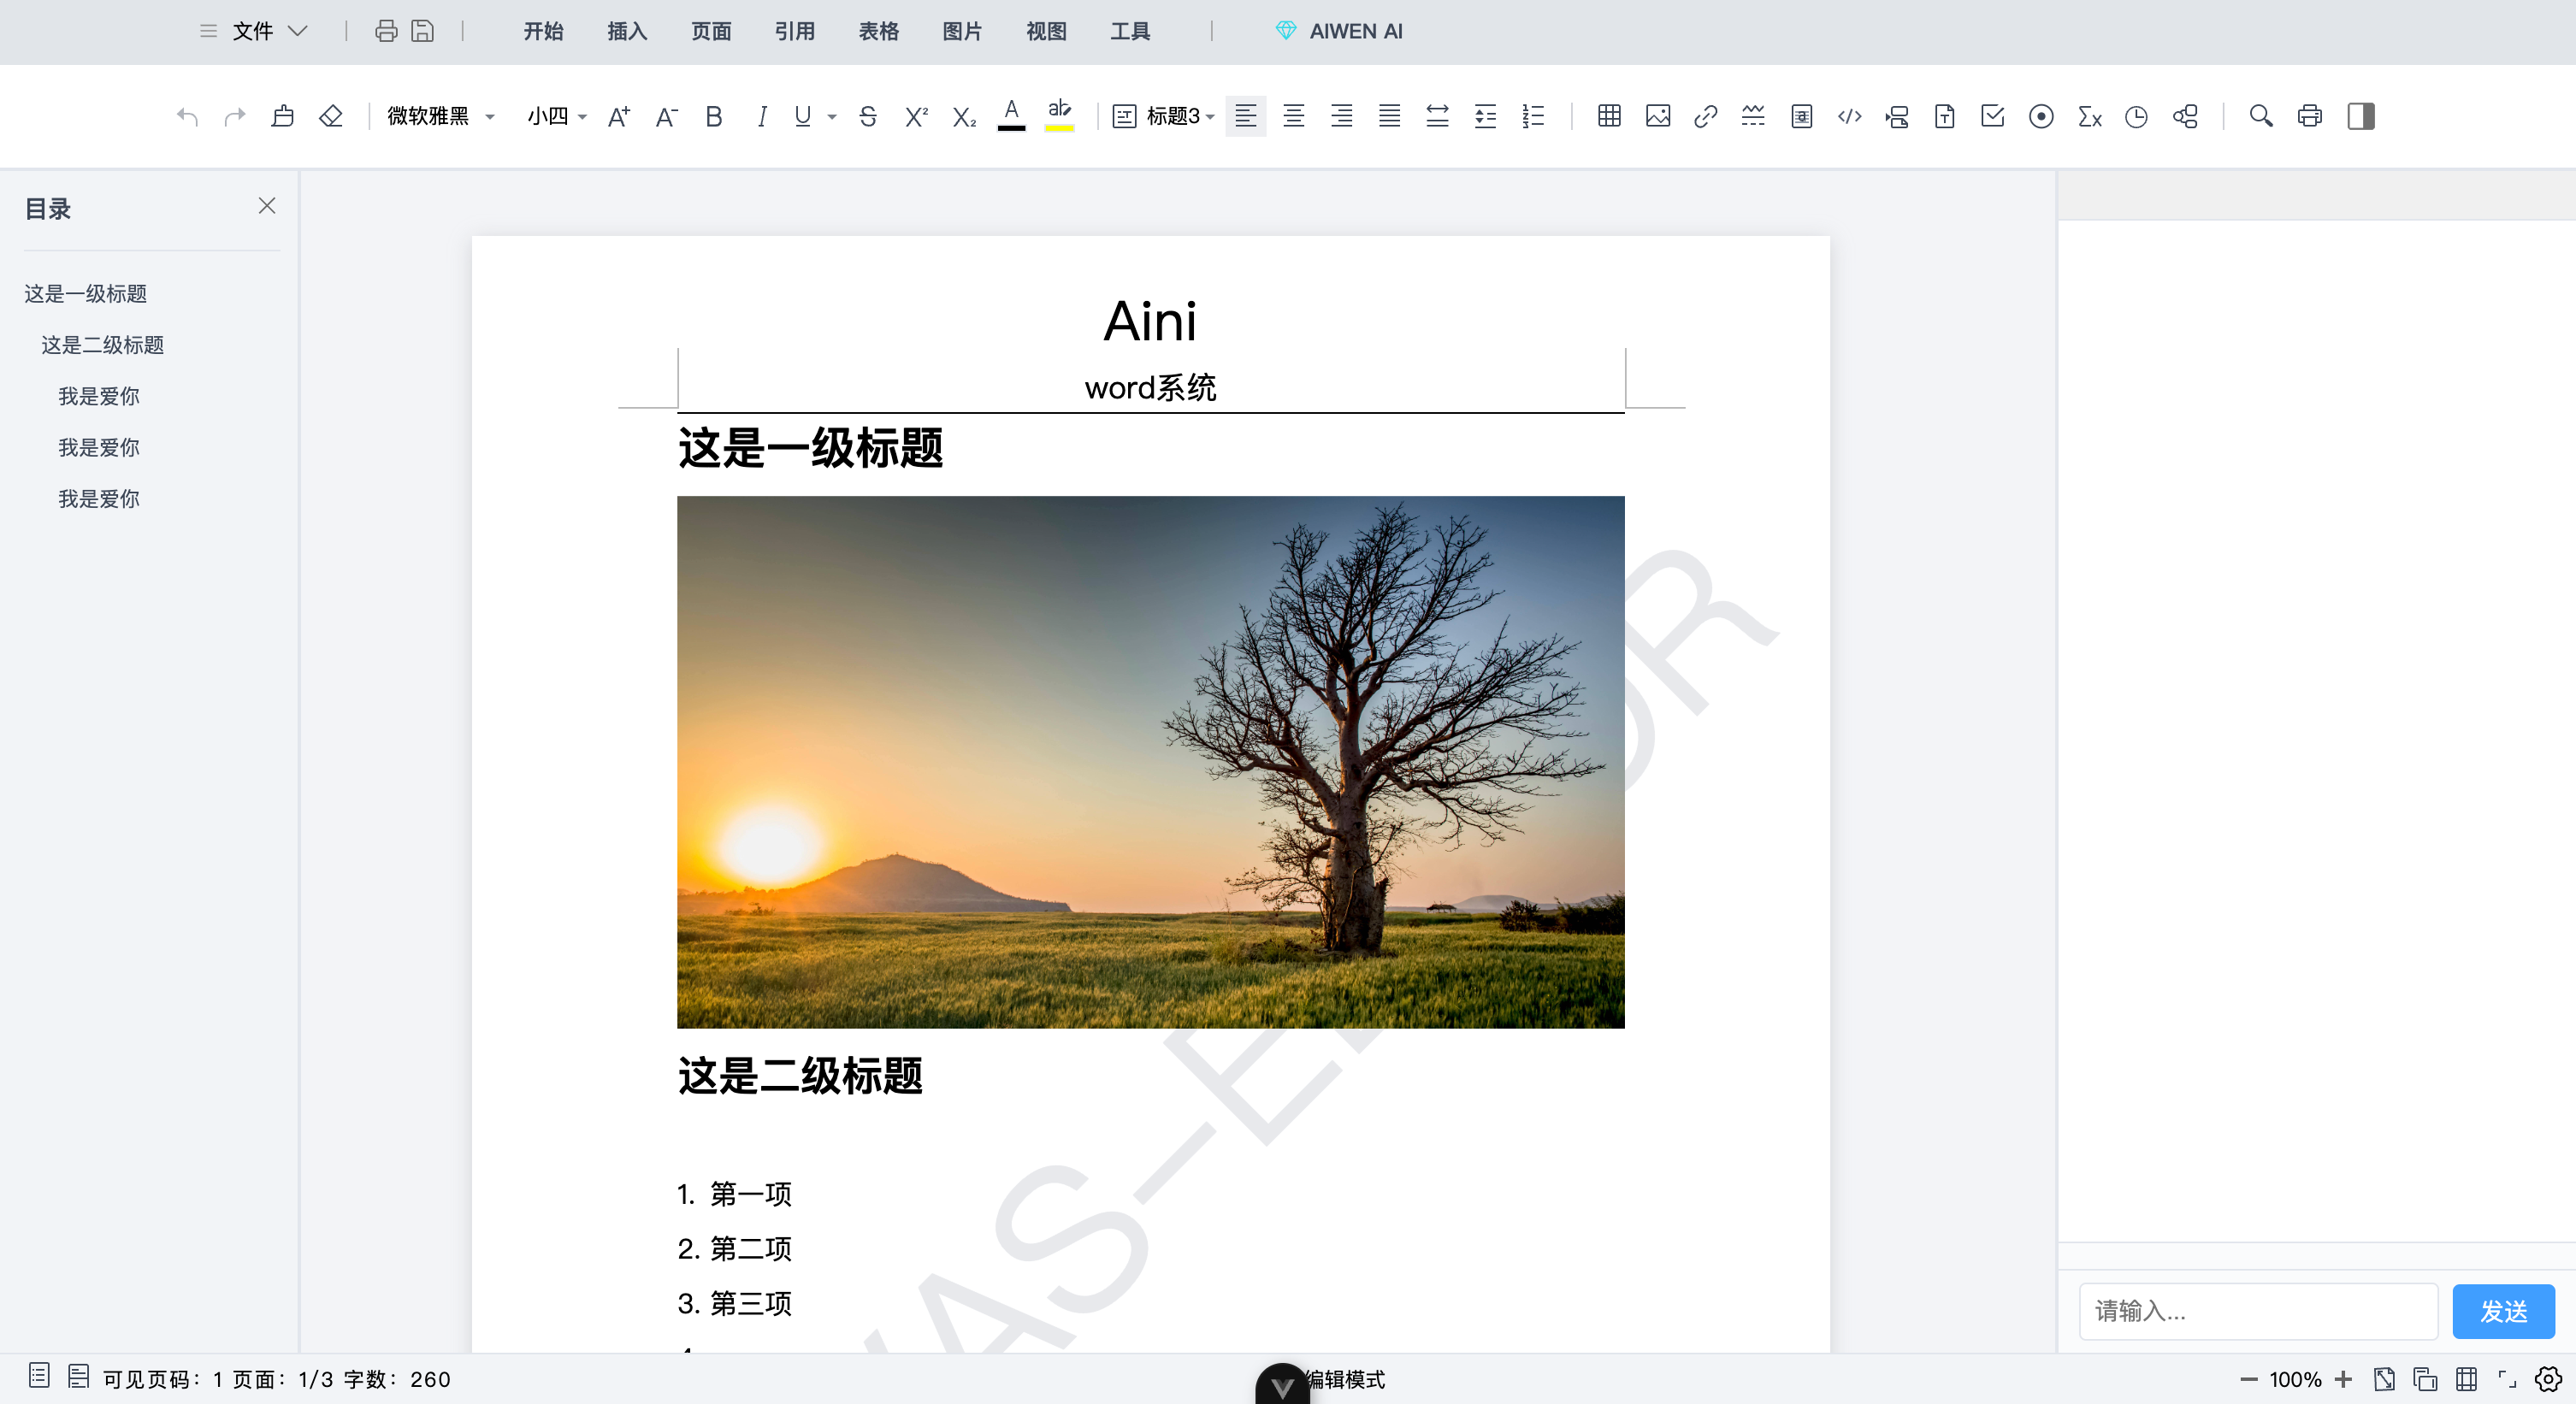 文件 开始 插入 页面 引用 表格 图片 视图 工具 AIWEN AI
微软雅黑 小四 标题3
目录
这是一级标题
这是二级标题
我是爱你
我是爱你
我是爱你
Aini
word系统
这是一级标题
这是二级标题
1. 第一项
2. 第二项
3. 第三项
请输入...
发送
可见页码：1 页面：1/3 字数：260
编辑模式
100%